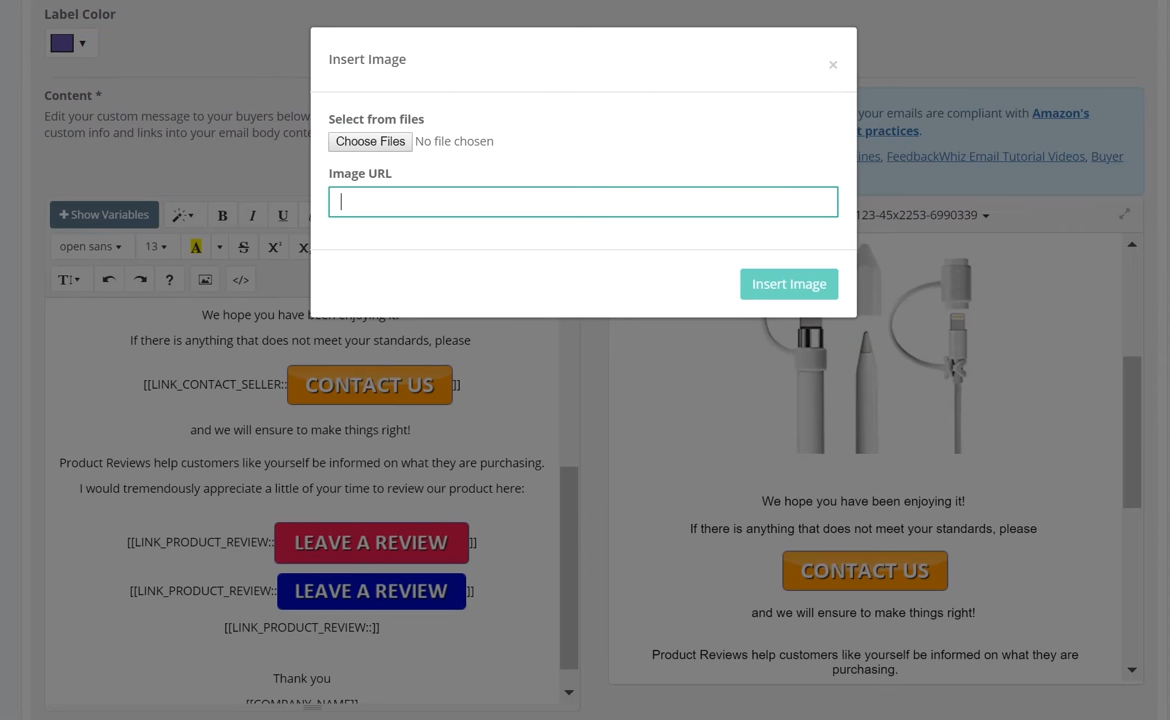 Label Color
Insert Image
×
Content *
Edit your custom message to your buyers below
custom info and links into your email body conte
your emails are compliant with Amazon's
t practices.
ines, FeedbackWhiz Email Tutorial Videos, Buyer
Select from files
Choose Files No file chosen
Image URL
+ Show Variables
B I U
123-45x2253-6990339
open sans 13 A S X² X
T ? </>
Insert Image
We hope you have been enjoying it!
If there is anything that does not meet your standards, please
[[LINK_CONTACT_SELLER:: CONTACT US ]]
and we will ensure to make things right!
Product Reviews help customers like yourself be informed on what they are purchasing.
I would tremendously appreciate a little of your time to review our product here:
[[LINK_PRODUCT_REVIEW:: LEAVE A REVIEW ]]
[[LINK_PRODUCT_REVIEW:: LEAVE A REVIEW ]]
[[LINK_PRODUCT_REVIEW::]]
Thank you
[[COMPANY_NAME]]
We hope you have been enjoying it!
If there is anything that does not meet your standards, please
CONTACT US
and we will ensure to make things right!
Product Reviews help customers like yourself be informed on what they are
purchasing.